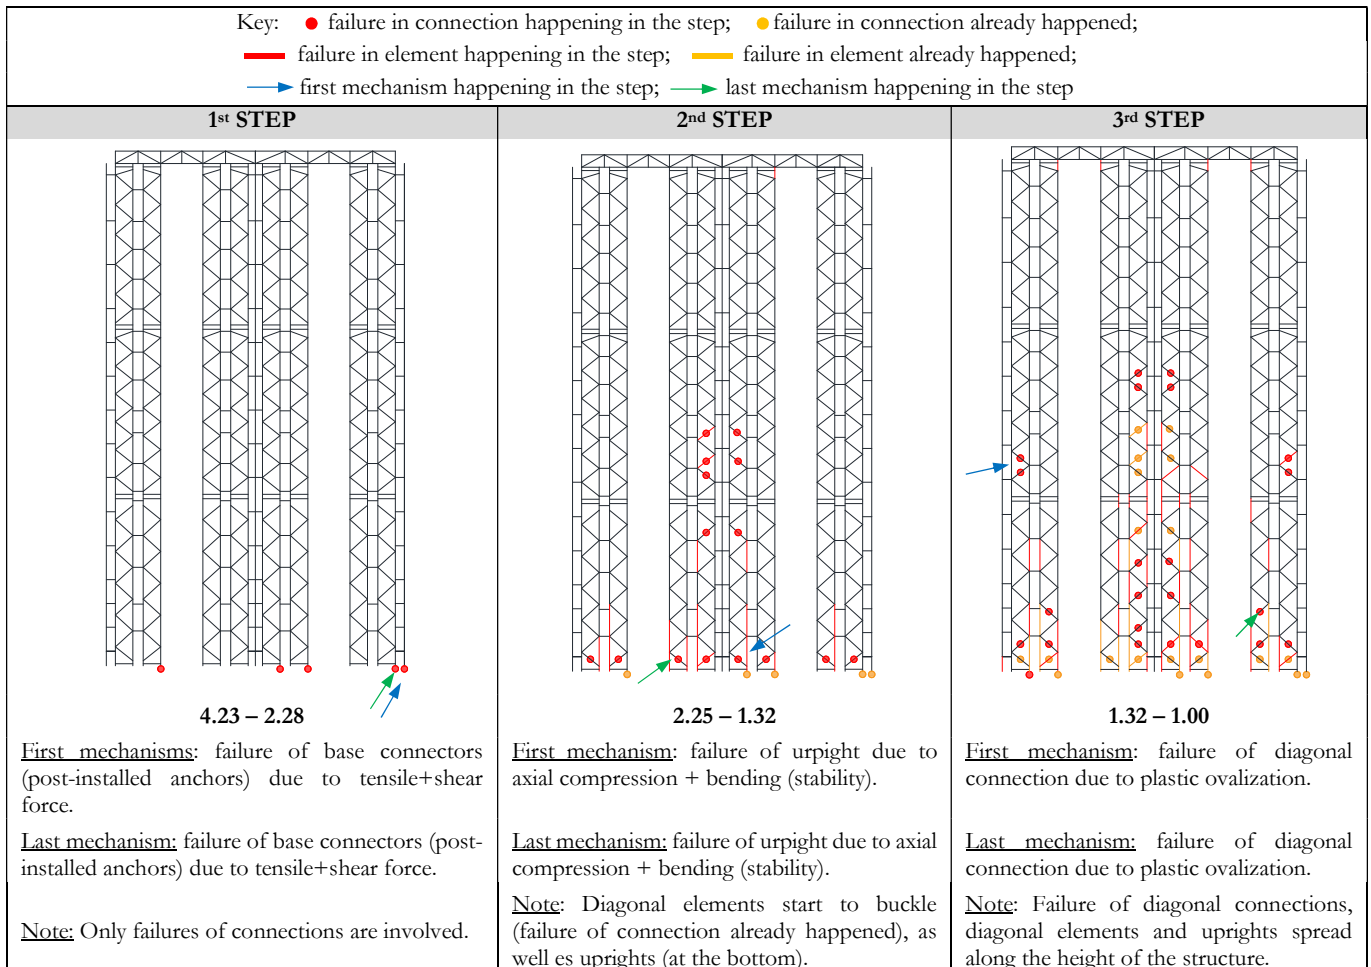 Key: failure in connection happening in the step; failure in connection already happened;
failure in element happening in the step; failure in element already happened;
first mechanism happening in the step; last mechanism happening in the step
1st STEP
2nd STEP
3rd STEP
4.23 – 2.28
2.25 – 1.32
1.32 – 1.00
First mechanisms: failure of base connectors
(post-installed anchors) due to tensile+shear
force.
First mechanism: failure of urpight due to
axial compression + bending (stability).
First mechanism: failure of diagonal
connection due to plastic ovalization.
Last mechanism: failure of base connectors (post-
installed anchors) due to tensile+shear force.
Last mechanism: failure of urpight due to axial
compression + bending (stability).
Last mechanism: failure of diagonal
connection due to plastic ovalization.
Note: Only failures of connections are involved.
Note: Diagonal elements start to buckle
(failure of connection already happened), as
well es uprights (at the bottom).
Note: Failure of diagonal connections,
diagonal elements and uprights spread
along the height of the structure.